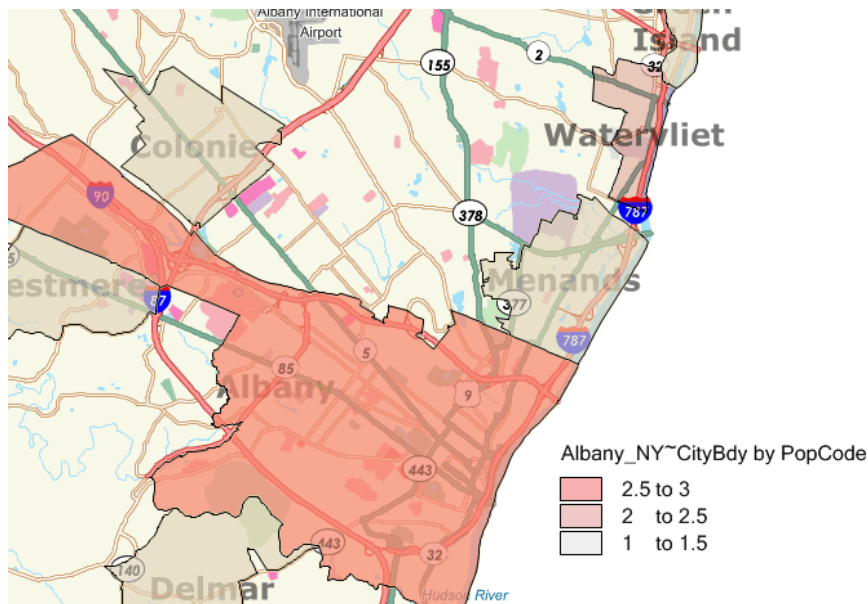 Albany International
Airport
Green
Island
2
155
32
Watervliet
Colonie
90
378
787
5
estmere
87
Menands
377
787
5
85
Albany
9
443
Albany_NY~CityBdy by PopCode
2.5 to 3
2 to 2.5
1 to 1.5
443
32
140
Delmar
Hudson River